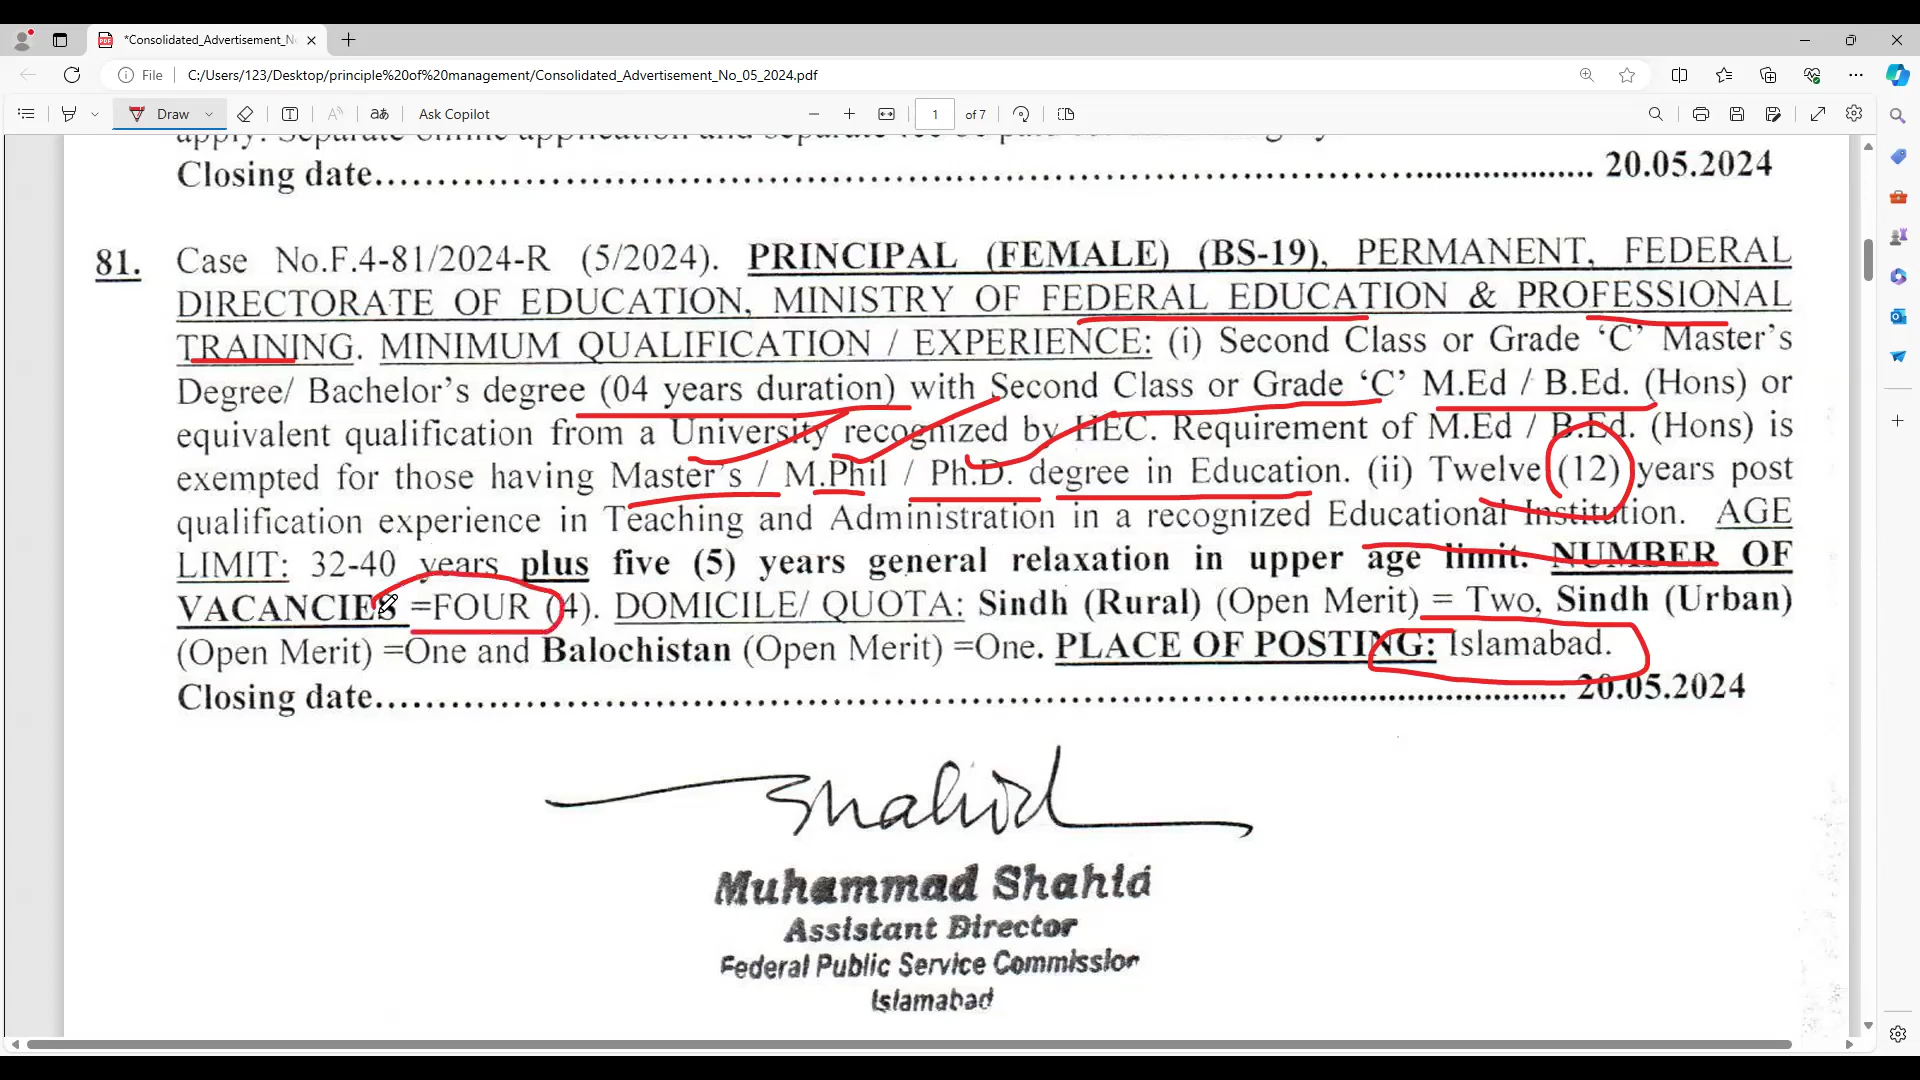 *Consolidated_Advertisement_N
File
C:/Users/123/Desktop/principle%20of%20management/Consolidated_Advertisement_No_05_2024.pdf
Draw
Ask Copilot
1 of 7
apply. Separate online application and separate
Closing date........................................................................ 20.05.2024
81. Case No.F.4-81/2024-R (5/2024). PRINCIPAL (FEMALE) (BS-19), PERMANENT, FEDERAL
DIRECTORATE OF EDUCATION, MINISTRY OF FEDERAL EDUCATION & PROFESSIONAL
TRAINING. MINIMUM QUALIFICATION / EXPERIENCE: (i) Second Class or Grade ‘C’ Master’s
Degree/ Bachelor’s degree (04 years duration) with Second Class or Grade ‘C’ M.Ed / B.Ed. (Hons) or
equivalent qualification from a University recognized by HEC. Requirement of M.Ed / B.Ed. (Hons) is
exempted for those having Master’s / M.Phil / Ph.D. degree in Education. (ii) Twelve (12) years post
qualification experience in Teaching and Administration in a recognized Educational Institution. AGE
LIMIT: 32-40 years plus five (5) years general relaxation in upper age limit. NUMBER OF
VACANCIES =FOUR (4). DOMICILE/ QUOTA: Sindh (Rural) (Open Merit) = Two, Sindh (Urban)
(Open Merit) =One and Balochistan (Open Merit) =One. PLACE OF POSTING: Islamabad.
Closing date........................................................................ 20.05.2024
Shahid
Muhammad Shahid
Assistant Director
Federal Public Service Commission
Islamabad